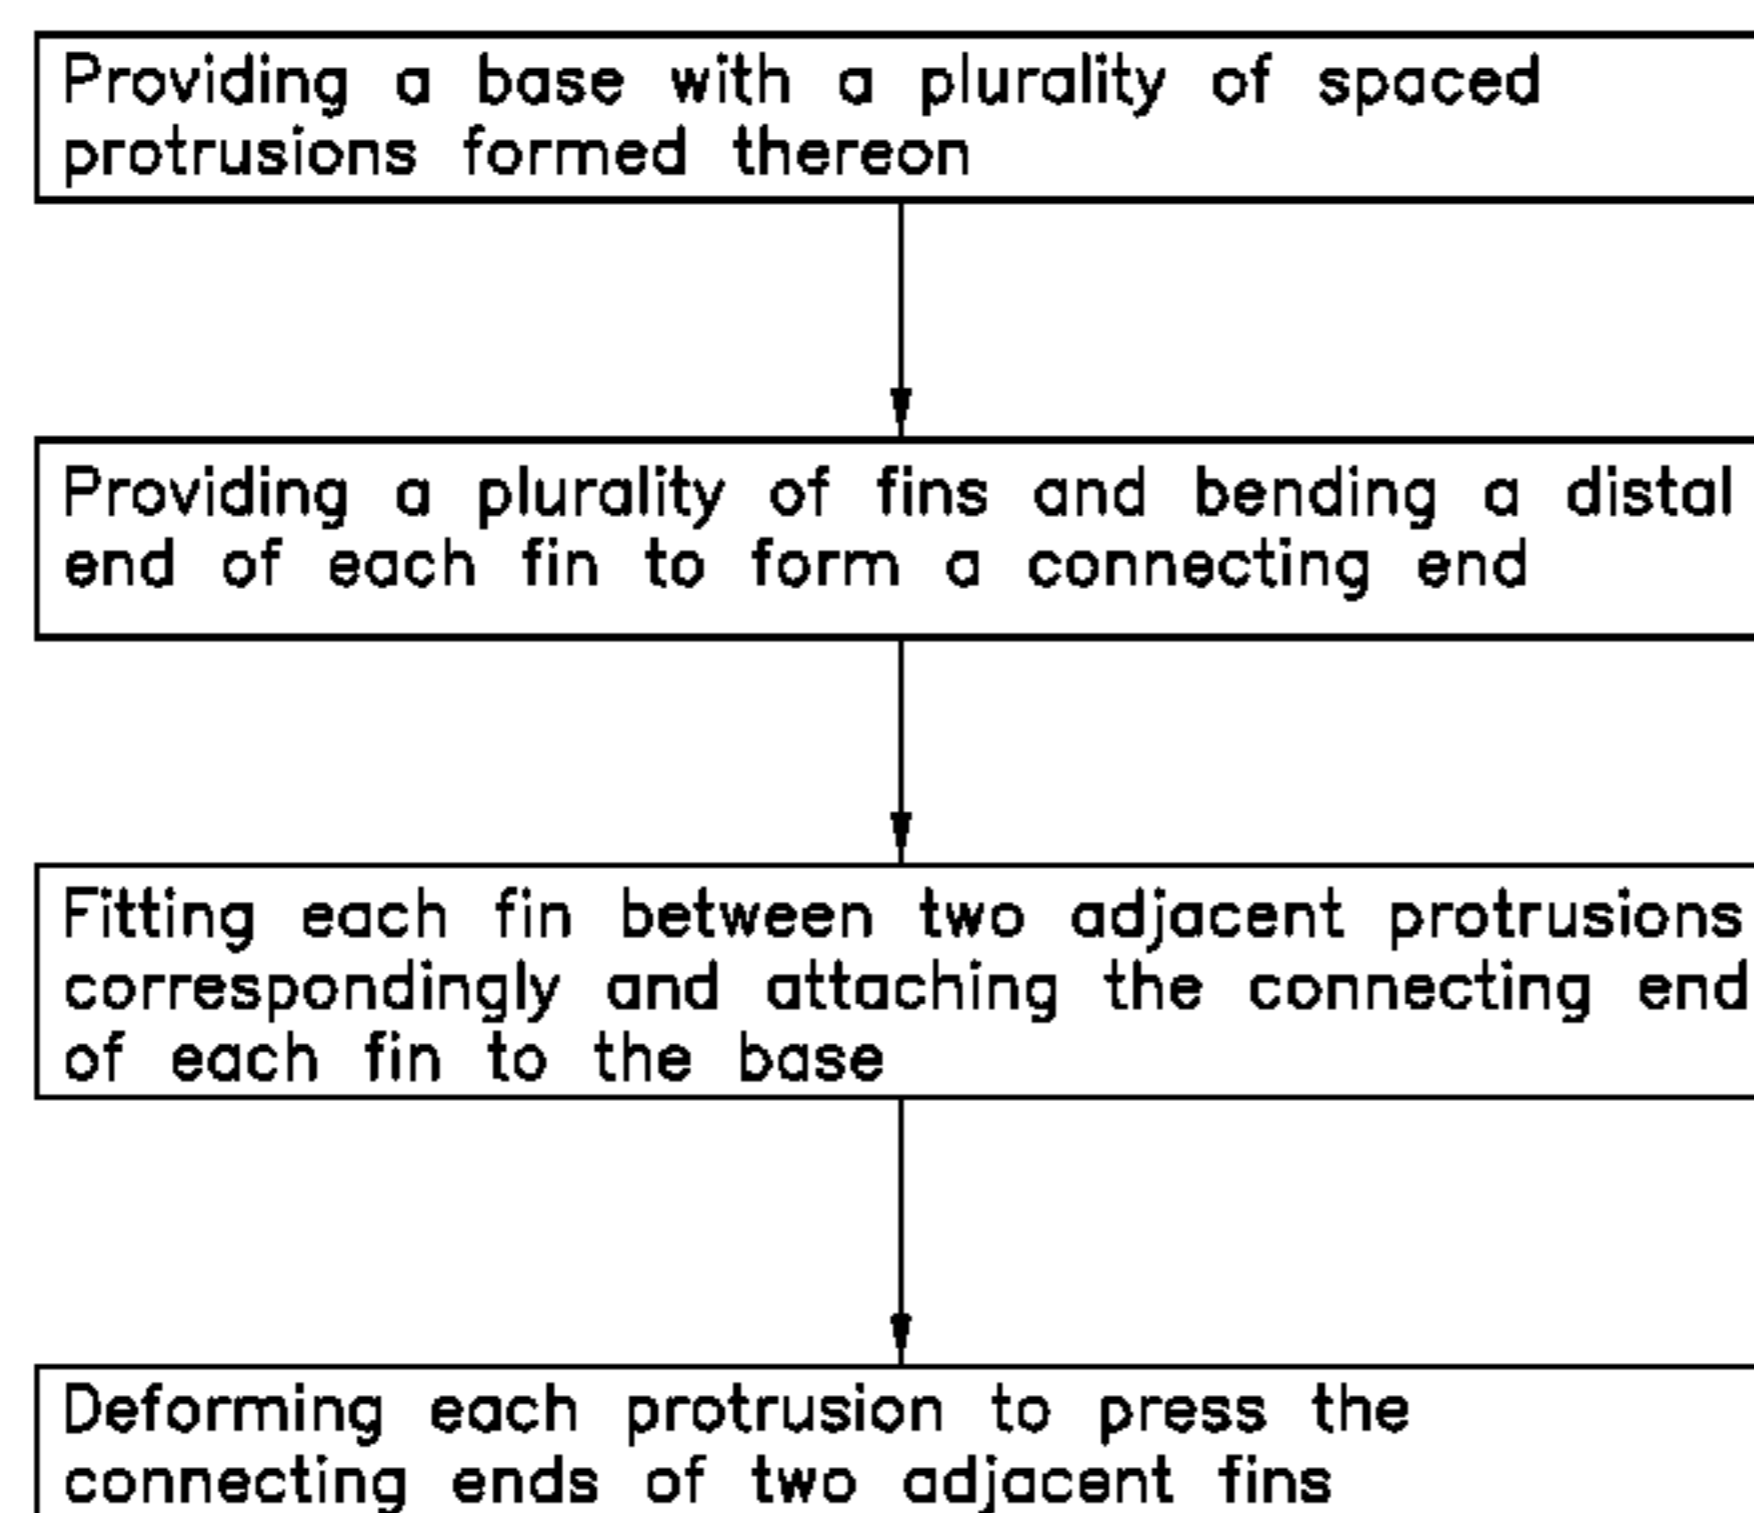 Providing a base with a plurality of spaced
protrusions formed thereon
Providing a plurality of fins and bending a distal
end of each fin to form a connecting end
Fitting each fin between two adjacent protrusions
correspondingly and attaching the connecting end
of each fin to the base
Deforming each protrusion to press the
connecting ends of two adjacent fins